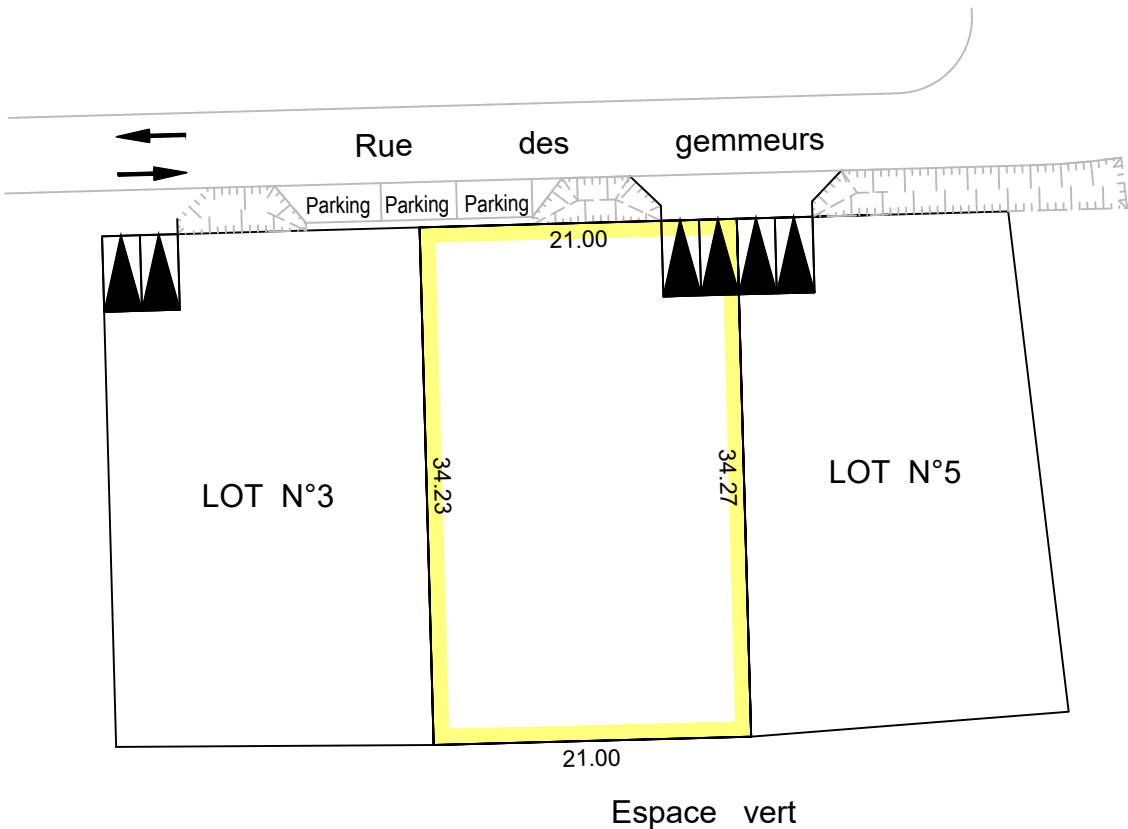 Rue des gemmeurs
Parking Parking Parking
21.00
34.23
34.27
LOT N°3
LOT N°5
21.00
Espace vert